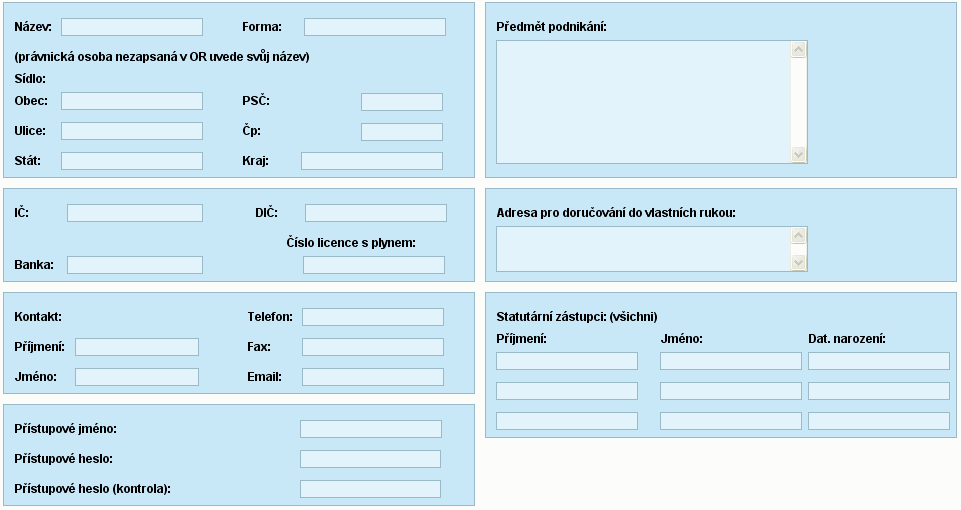 Název: Forma:
(právnická osoba nezapsaná v OR uvede svůj název)
Sídlo:
Obec: PSČ:
Ulice: Čp:
Stát: Kraj:
IČ: DIČ:
Číslo licence s plynem:
Banka:
Kontakt: Telefon:
Příjmení: Fax:
Jméno: Email:
Přístupové jméno:
Přístupové heslo:
Přístupové heslo (kontrola):
Předmět podnikání:
Adresa pro doručování do vlastních rukou:
Statutární zástupci: (všichni)
Příjmení: Jméno: Dat. narození: